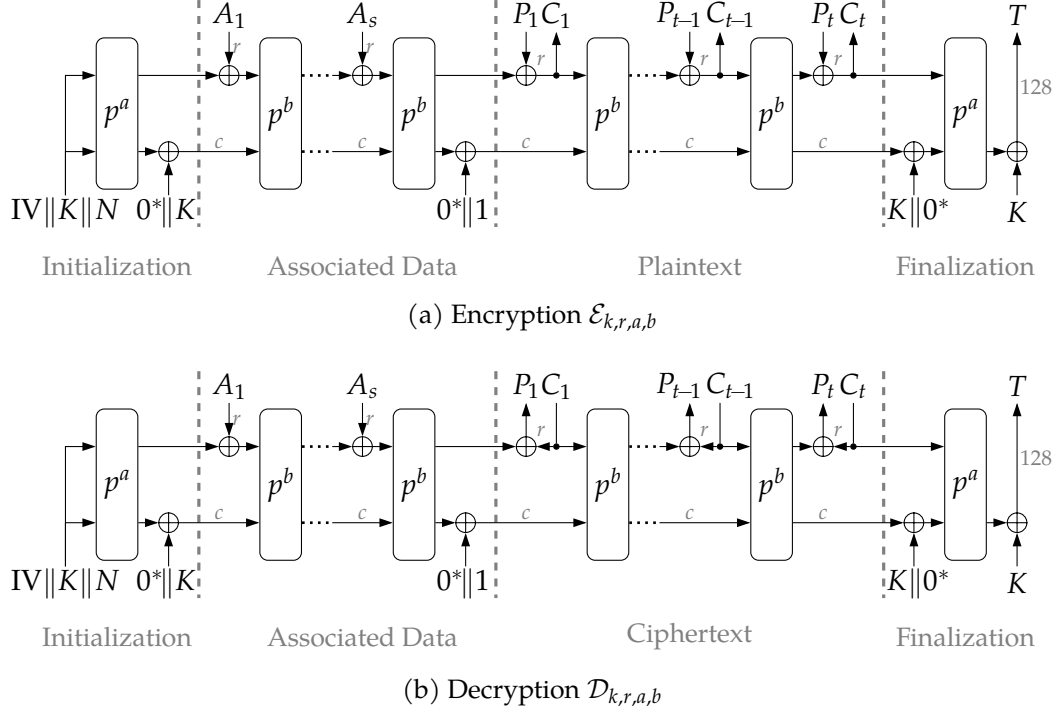 A₁ Aₛ P₁ C₁ Pₜ₋₁ Cₜ₋₁ Pₜ Cₜ T
r r r r r
128
pᵃ pᵇ pᵇ pᵇ pᵇ pᵃ
c c c c c
IV∥K∥N 0*∥K 0*∥1 K∥0* K
Initialization Associated Data Plaintext Finalization
(a) Encryption ℰₖ,ᵣ,ₐ,b
A₁ Aₛ P₁ C₁ Pₜ₋₁ Cₜ₋₁ Pₜ Cₜ T
r r r r r
128
pᵃ pᵇ pᵇ pᵇ pᵇ pᵃ
c c c c c
IV∥K∥N 0*∥K 0*∥1 K∥0* K
Initialization Associated Data Ciphertext Finalization
(b) Decryption 𝒟ₖ,ᵣ,ₐ,b